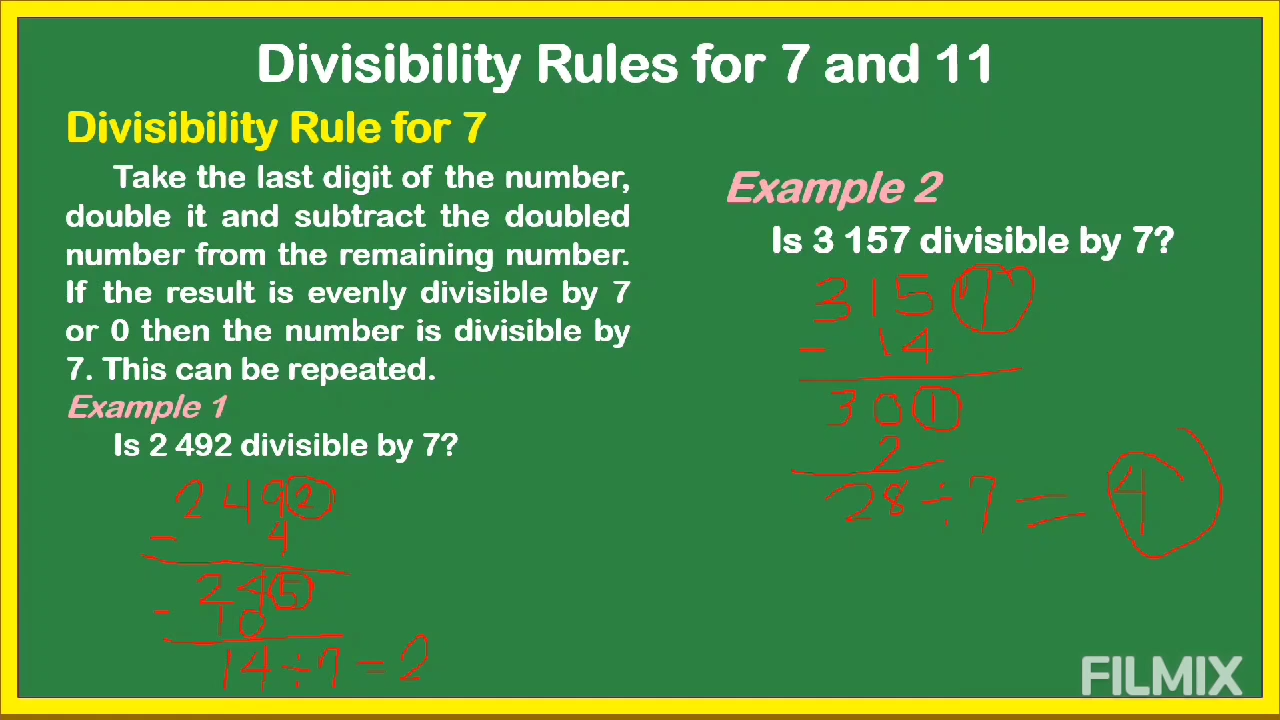 Divisibility Rules for 7 and 11
Divisibility Rule for 7
Take the last digit of the number,
double it and subtract the doubled
number from the remaining number.
If the result is evenly divisible by 7
or 0 then the number is divisible by
7. This can be repeated.
Example 1
Is 2 492 divisible by 7?
2492
- 4
245
- 10
14 ÷ 7 = 2
Example 2
Is 3 157 divisible by 7?
3157
- 14
301
2
28 ÷ 7 = 4
FILMIX